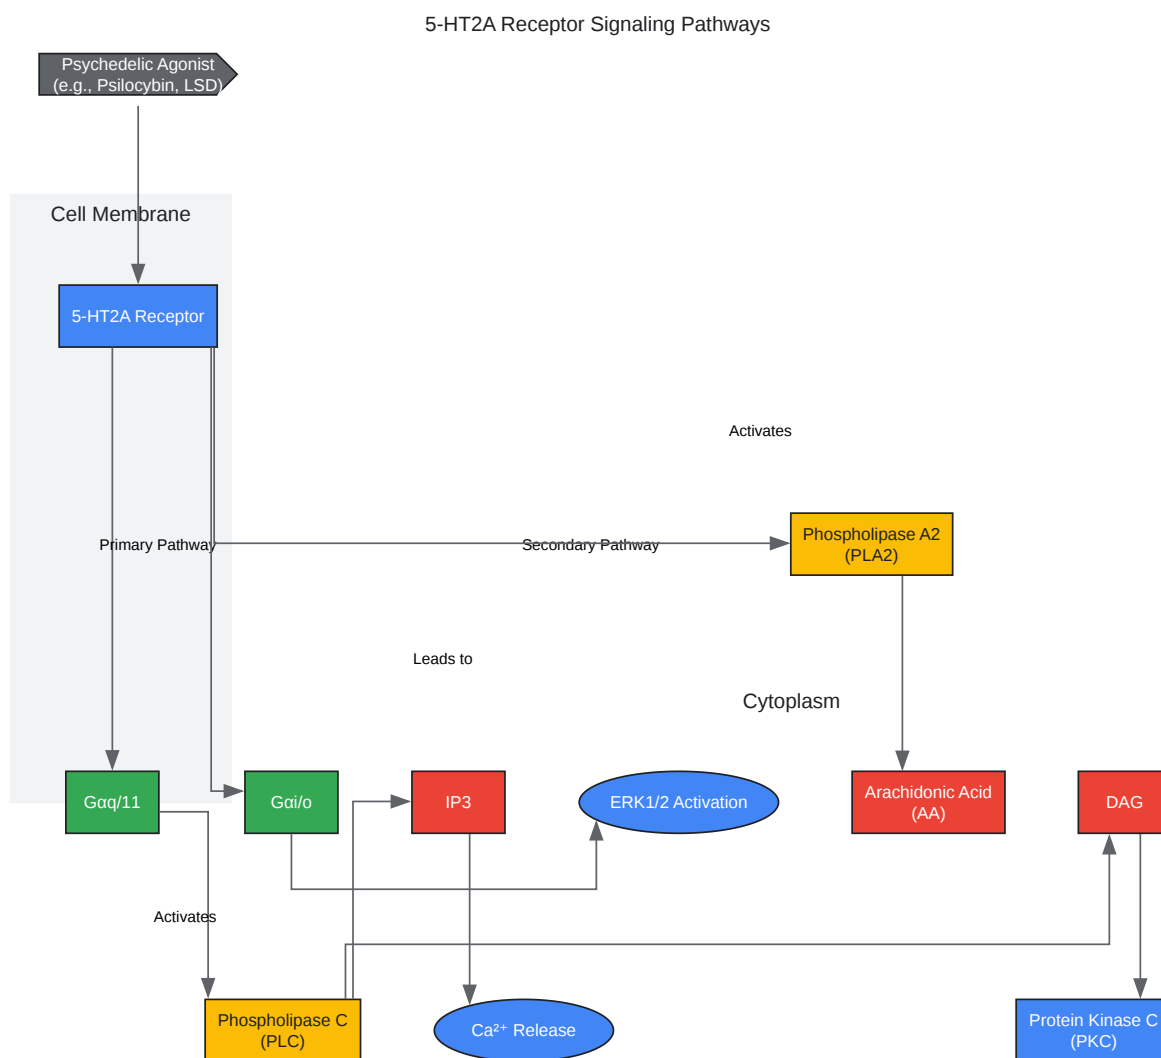 5-HT2A Receptor Signaling Pathways
Psychedelic Agonist
(e.g., Psilocybin, LSD)
Cell Membrane
5-HT2A Receptor
Activates
Primary Pathway
Secondary Pathway
Phospholipase A2
(PLA2)
Leads to
Cytoplasm
Gαq/11
Gαi/o
IP3
ERK1/2 Activation
Arachidonic Acid
(AA)
DAG
Activates
Phospholipase C
(PLC)
Ca²⁺ Release
Protein Kinase C
(PKC)